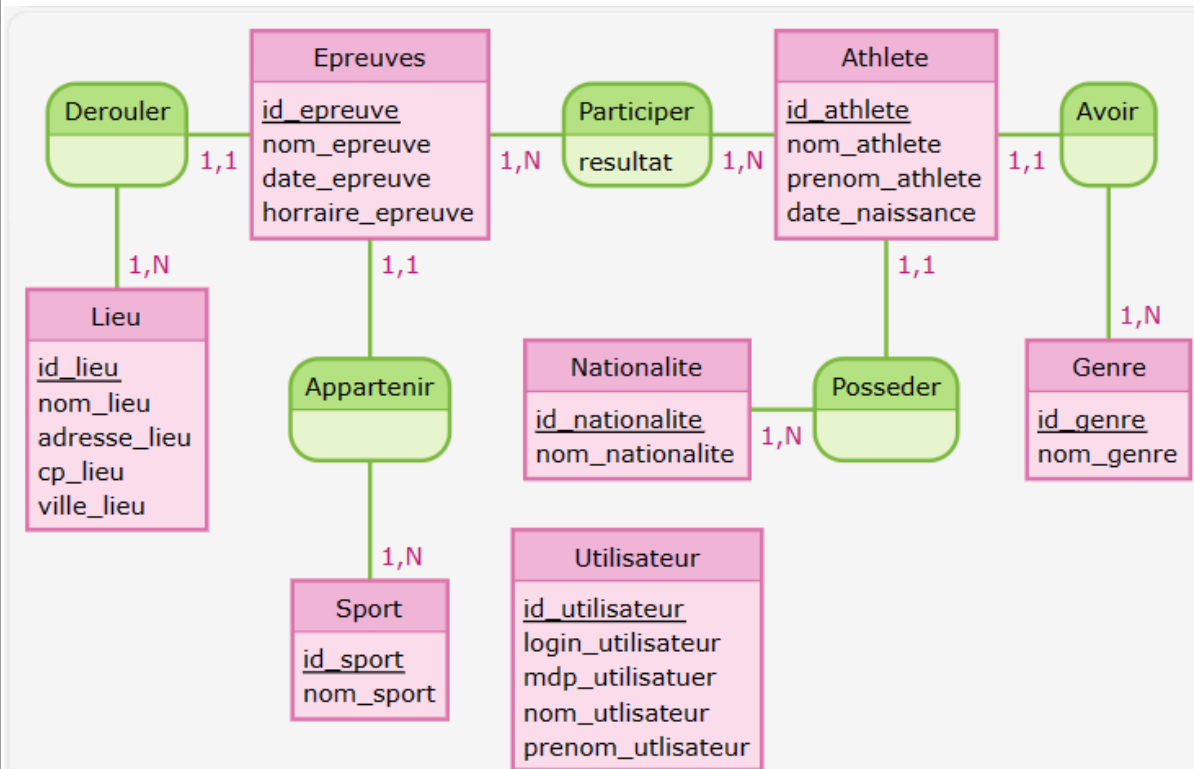 Epreuves
id_epreuve
nom_epreuve
date_epreuve
horraire_epreuve
Athlete
id_athlete
nom_athlete
prenom_athlete
date_naissance
Derouler
1,1
Participer
resultat
1,N
1,N
Avoir
1,1
1,N
1,1
1,1
1,N
Lieu
id_lieu
nom_lieu
adresse_lieu
cp_lieu
ville_lieu
Appartenir
Nationalite
id_nationalite
nom_nationalite
1,N
Posseder
Genre
id_genre
nom_genre
1,N
Sport
id_sport
nom_sport
Utilisateur
id_utilisateur
login_utilisateur
mdp_utilisatuer
nom_utlisateur
prenom_utlisateur